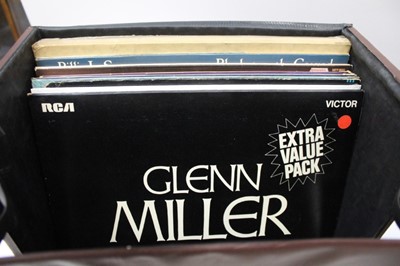 RCA
VICTOR
EXTRA
VALUE
PACK
GLENN
MILLER